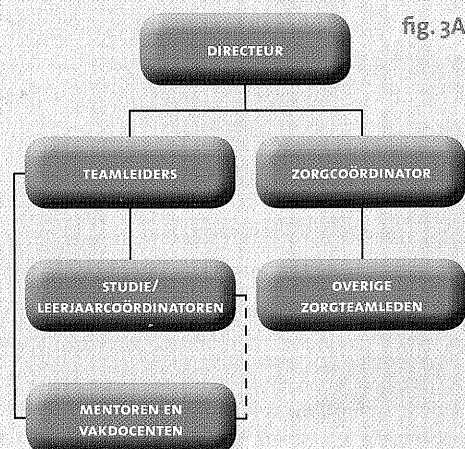 fig. 3A
DIRECTEUR
TEAMLEIDERS
ZORGCOÖRDINATOR
STUDIE/
LEERJAARCOÖRDINATOREN
OVERIGE
ZORGTEAMLEDEN
MENTOREN EN
VAKDOCENTEN